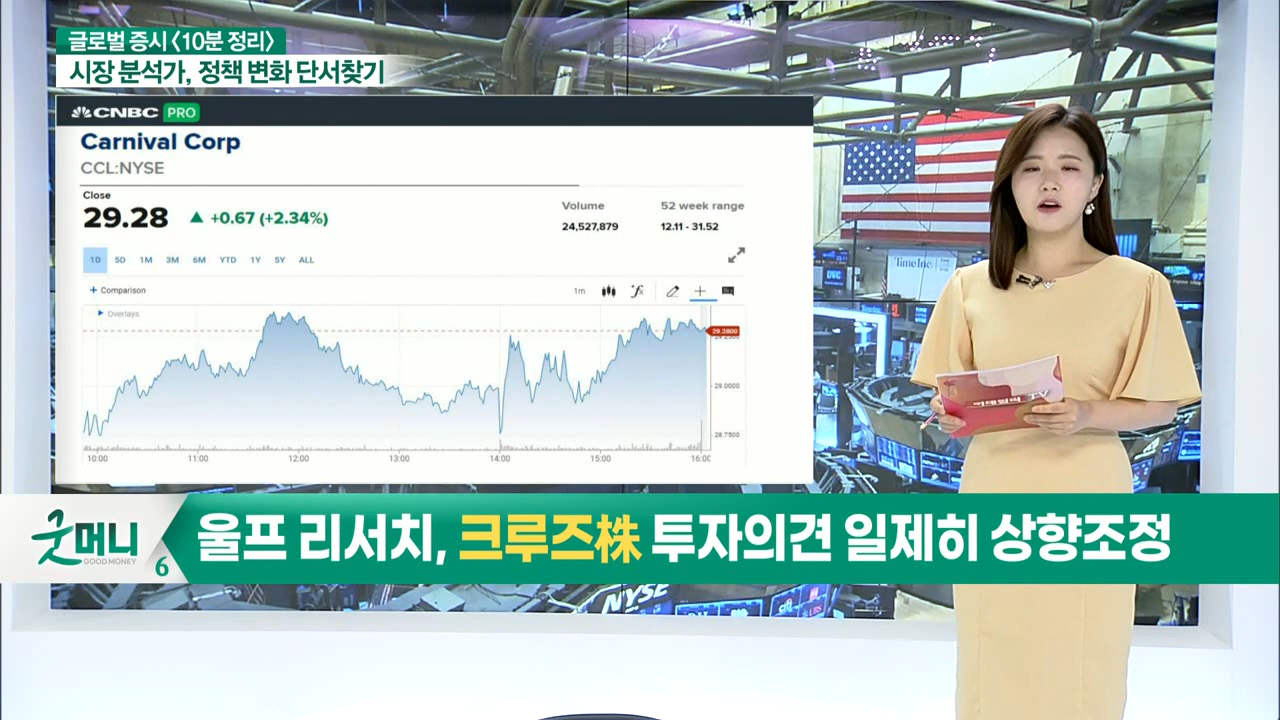 글로벌 증시 〈10분 정리〉
시장 분석가, 정책 변화 단서찾기
CNBC PRO
Carnival Corp
CCL:NYSE
Close
29.28 ▲ +0.67 (+2.34%)
Volume
24,527,879
52 week range
12.11 - 31.52
1D 5D 1M 3M 6M YTD 1Y 5Y ALL
+ Comparison
1m
Overlays
29.2800
29.0000
28.7500
10:00 11:00 12:00 13:00 14:00 15:00
Time Inc.
굿머니
GOOD MONEY
6
울프 리서치, 크루즈株 투자의견 일제히 상향조정
NYSE